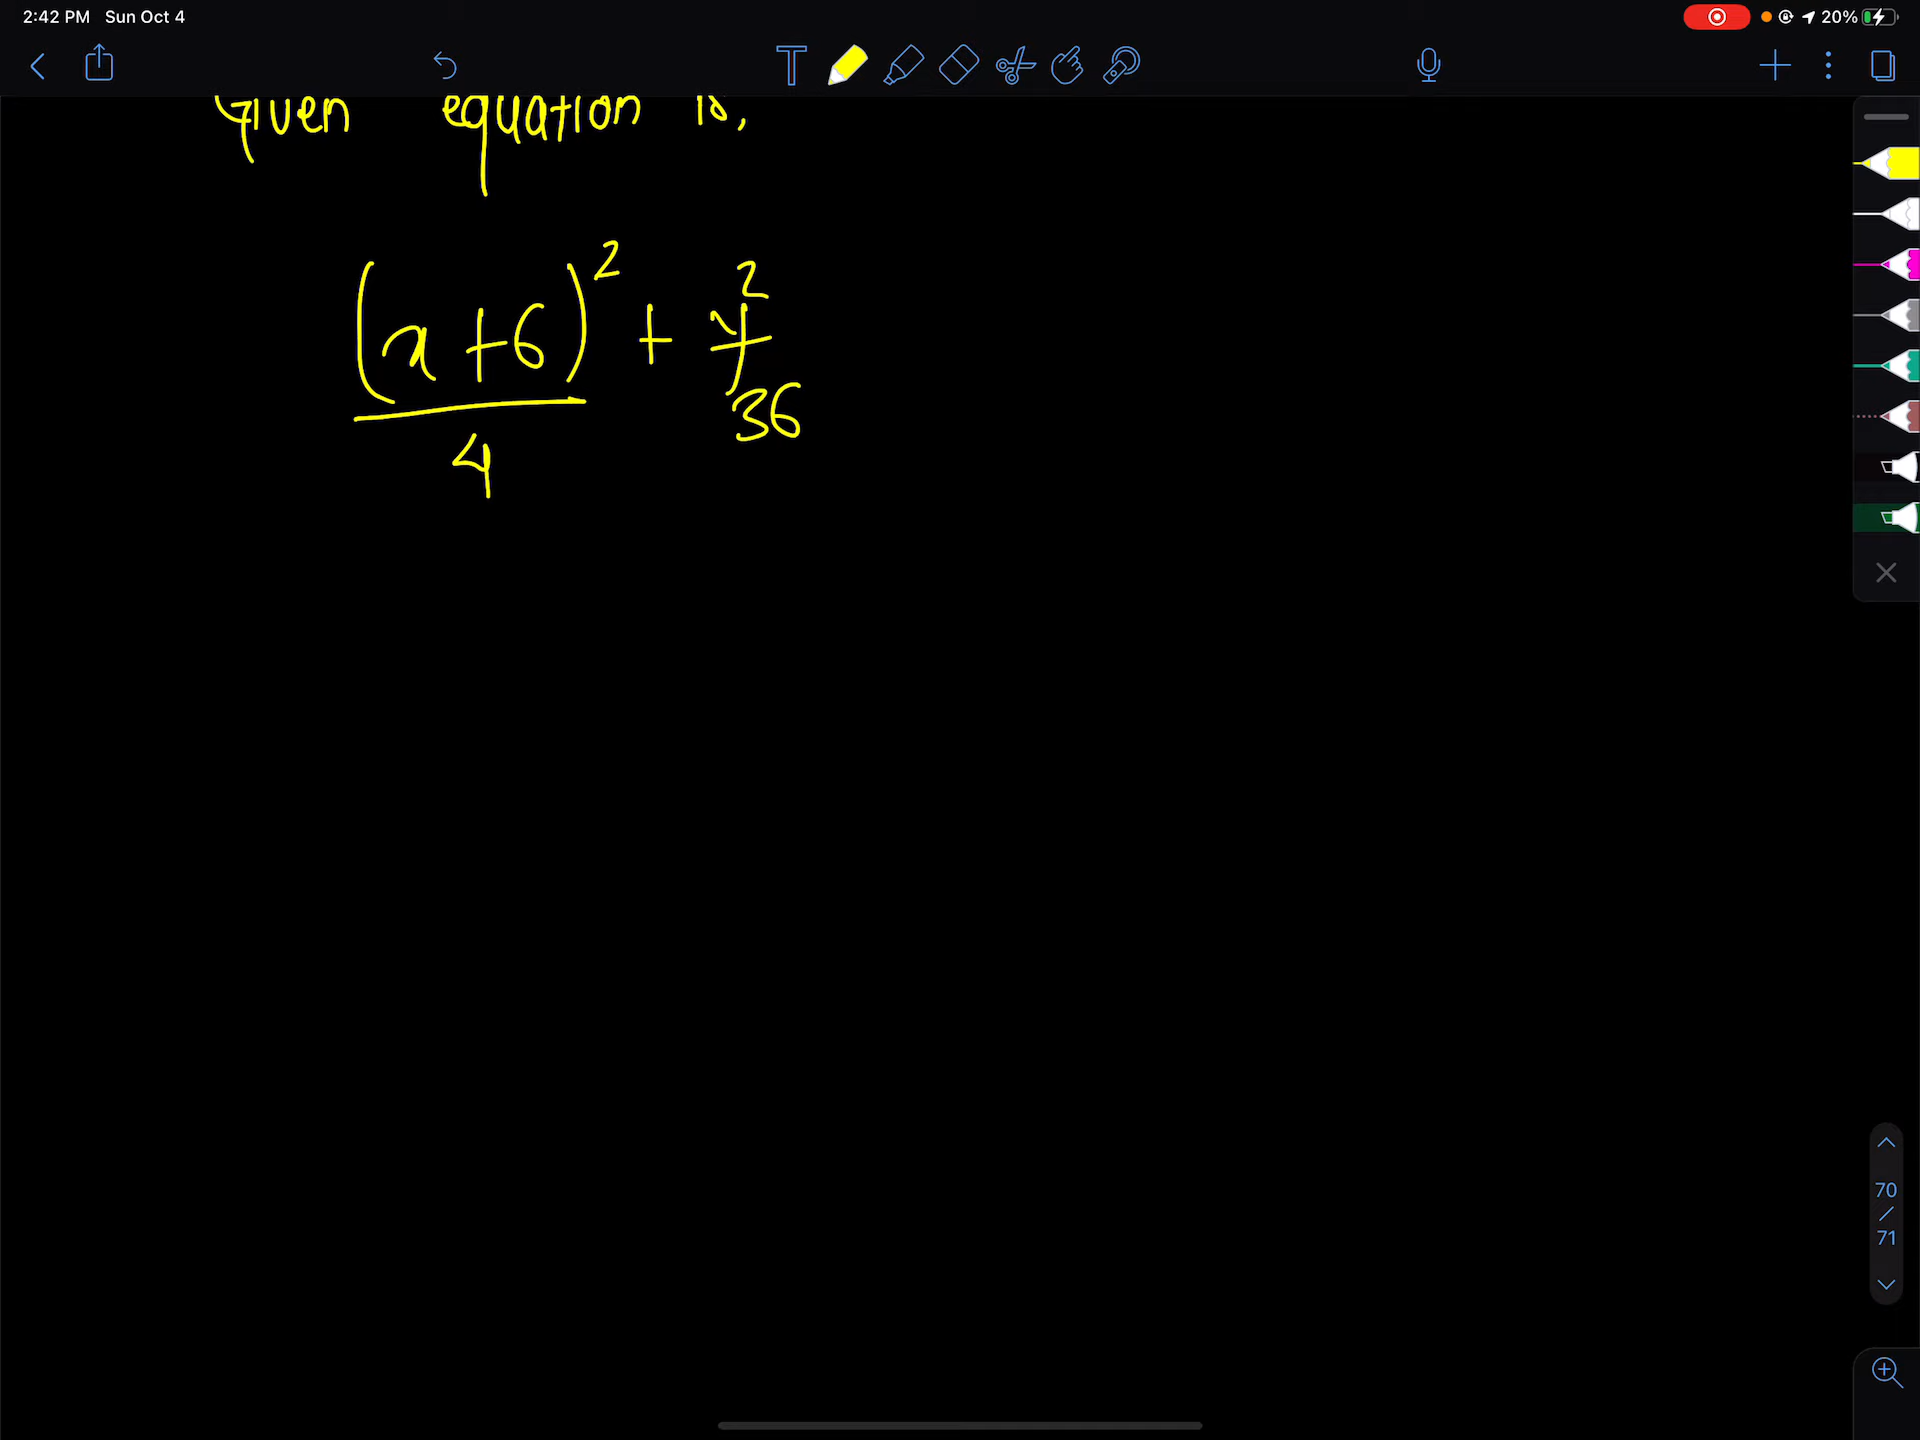 2:42 PM Sun Oct 4
20%
Given equation is,
(x+6)² + y²
4 36
70
/
71